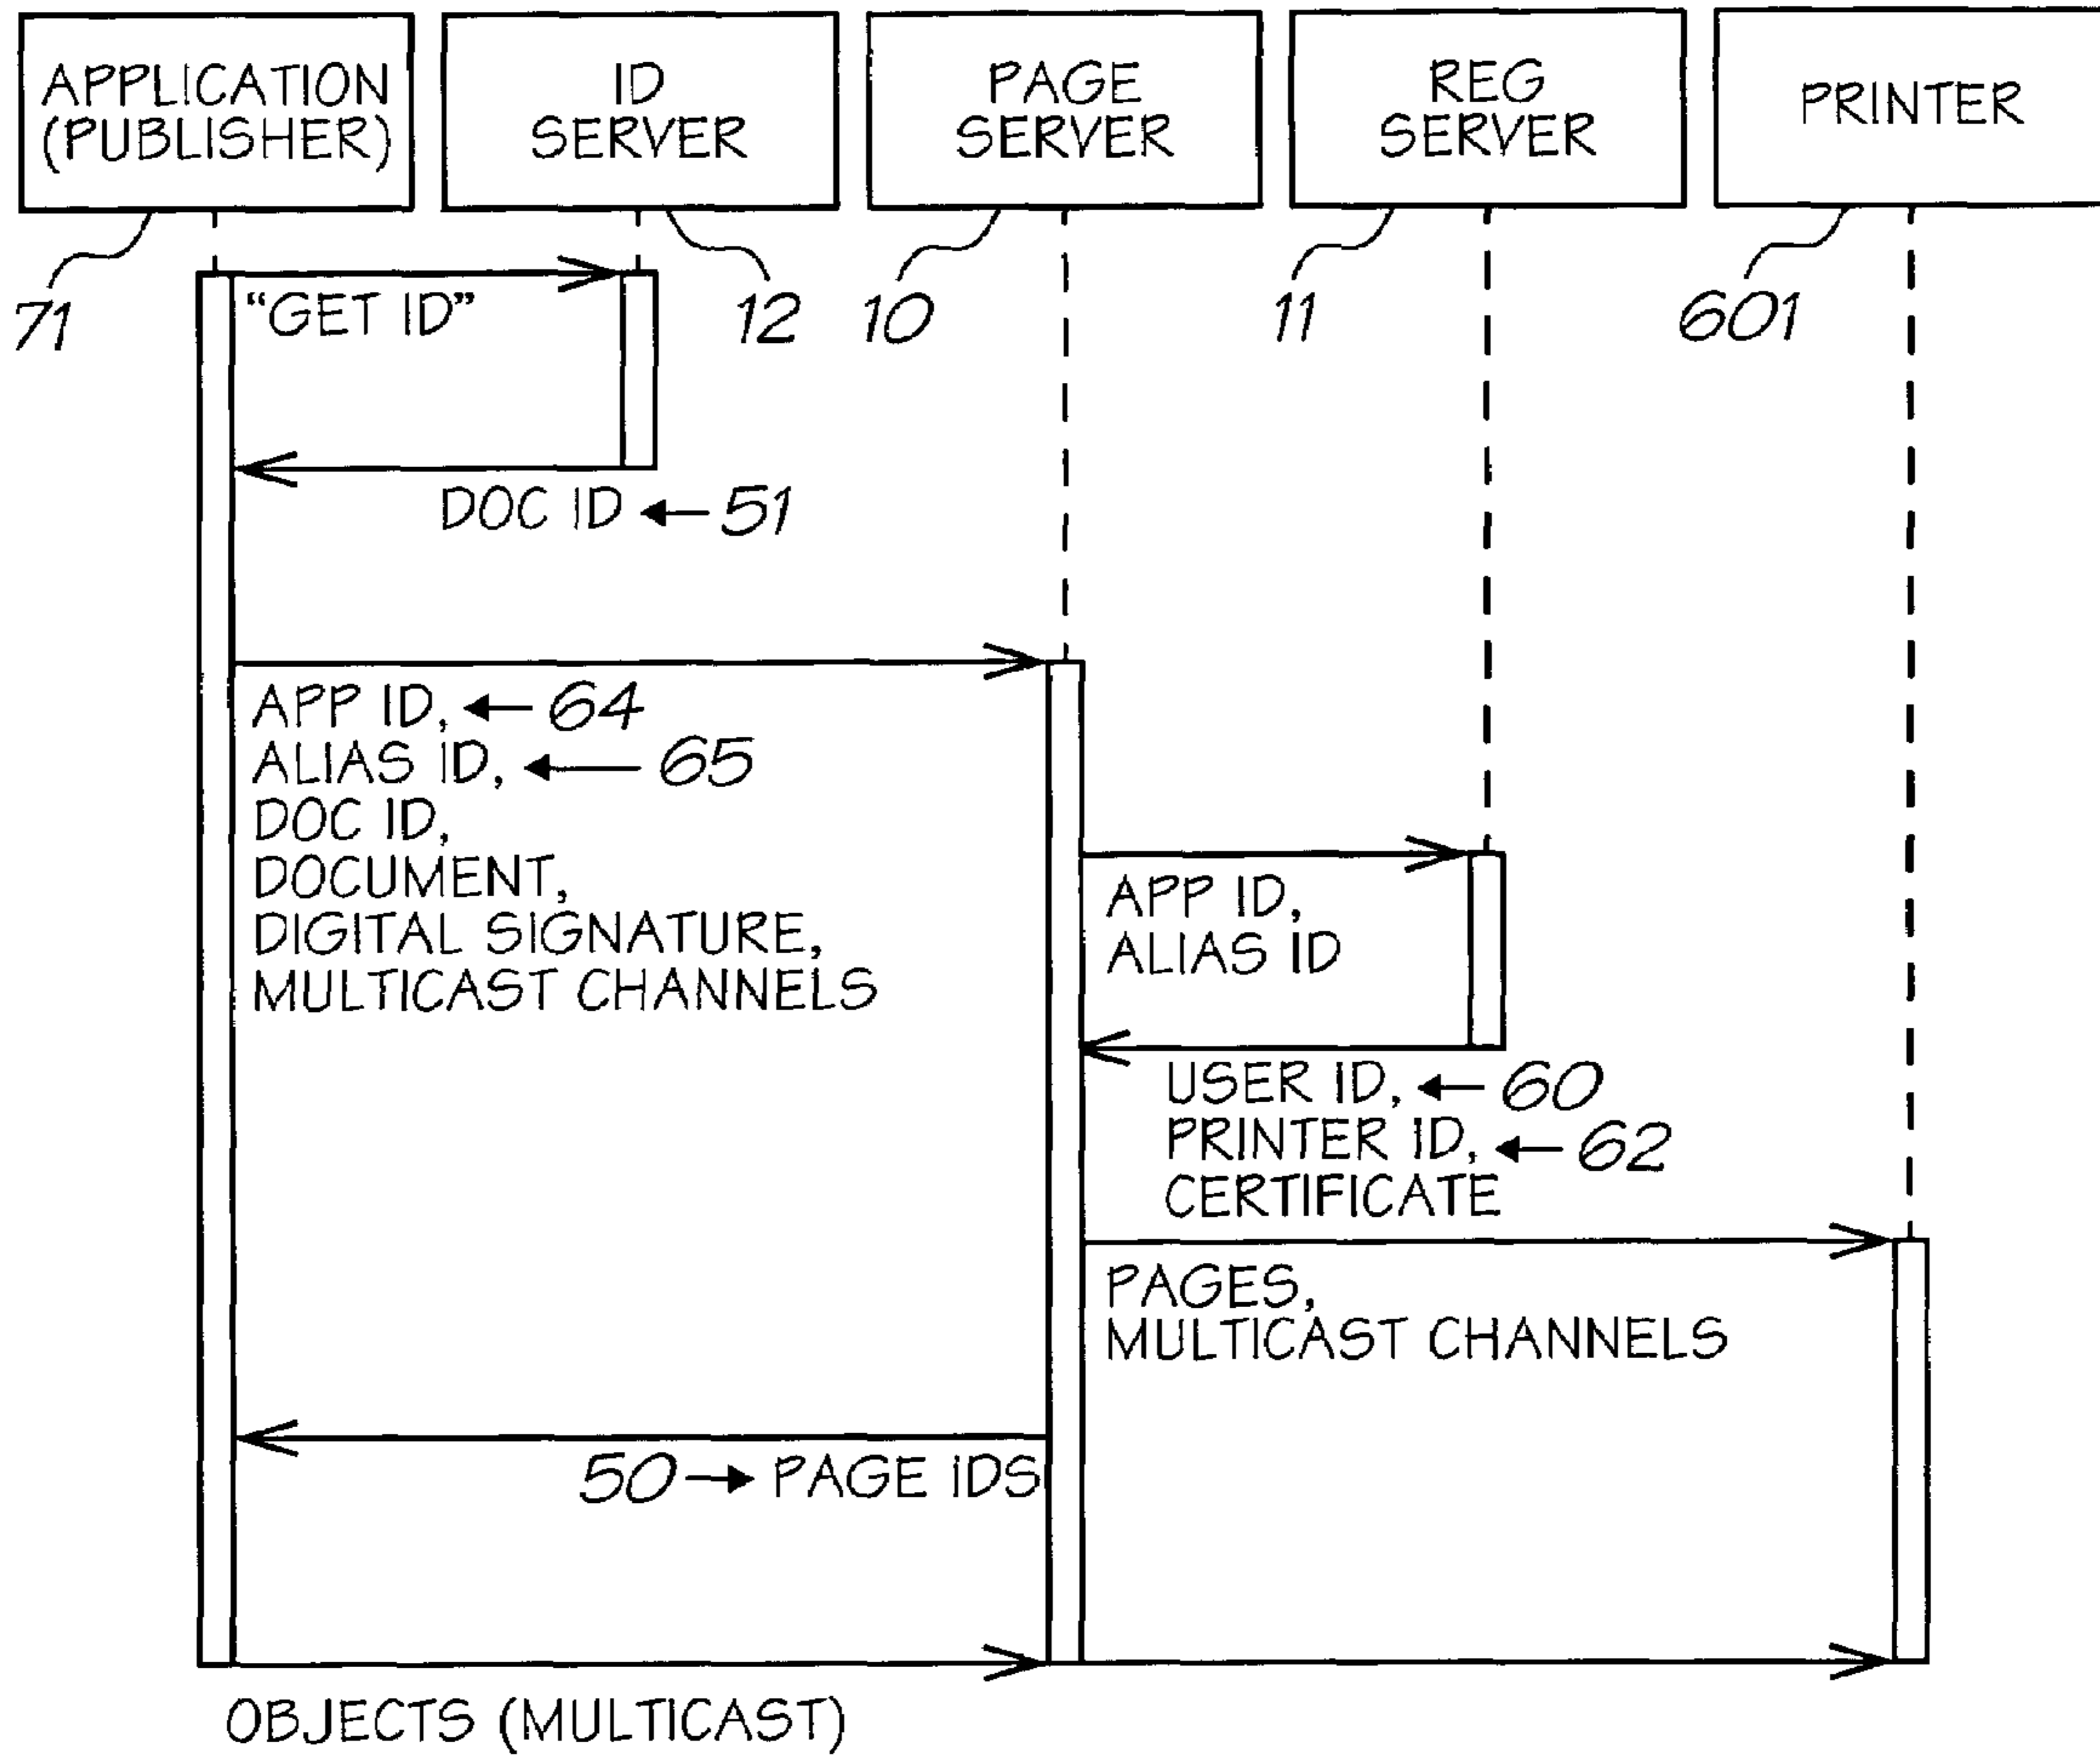 APPLICATION
(PUBLISHER)
ID
SERVER
PAGE
SERVER
REG
SERVER
PRINTER
71
12
10
11
601
“GET ID”
DOC ID
51
APP ID,
64
ALIAS ID,
65
DOC ID,
DOCUMENT,
DIGITAL SIGNATURE,
MULTICAST CHANNELS
APP ID,
ALIAS ID
USER ID,
60
PRINTER ID,
62
CERTIFICATE
PAGES,
MULTICAST CHANNELS
50
PAGE IDS
OBJECTS (MULTICAST)